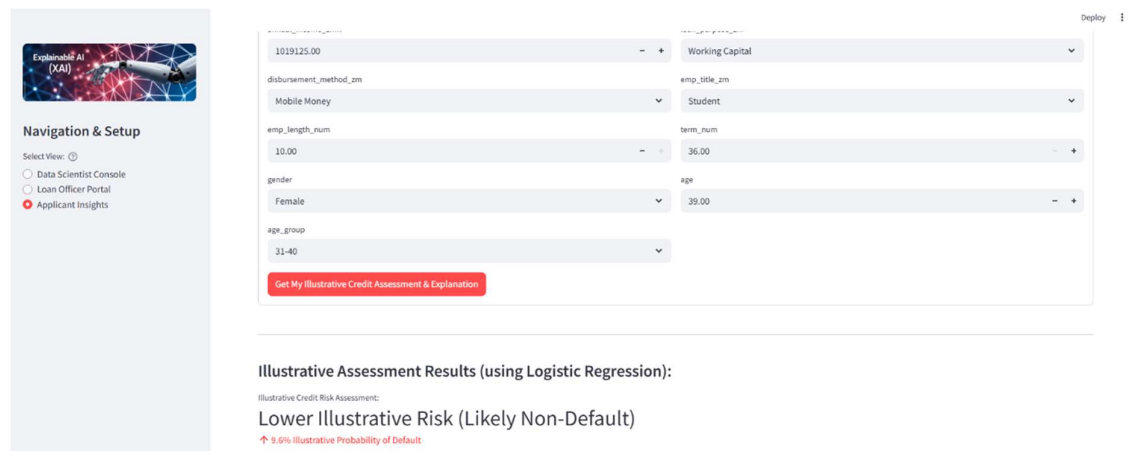 Deploy
Explainable AI
(XAI)
Navigation & Setup
Select View:
Data Scientist Console
Loan Officer Portal
Applicant Insights
1019125.00
Working Capital
disbursement_method_zm
emp_title_zm
Mobile Money
Student
emp_length_num
term_num
10.00
36.00
gender
age
Female
39.00
age_group
31-40
Get My Illustrative Credit Assessment & Explanation
Illustrative Assessment Results (using Logistic Regression):
Illustrative Credit Risk Assessment:
Lower Illustrative Risk (Likely Non-Default)
↑ 9.6% Illustrative Probability of Default